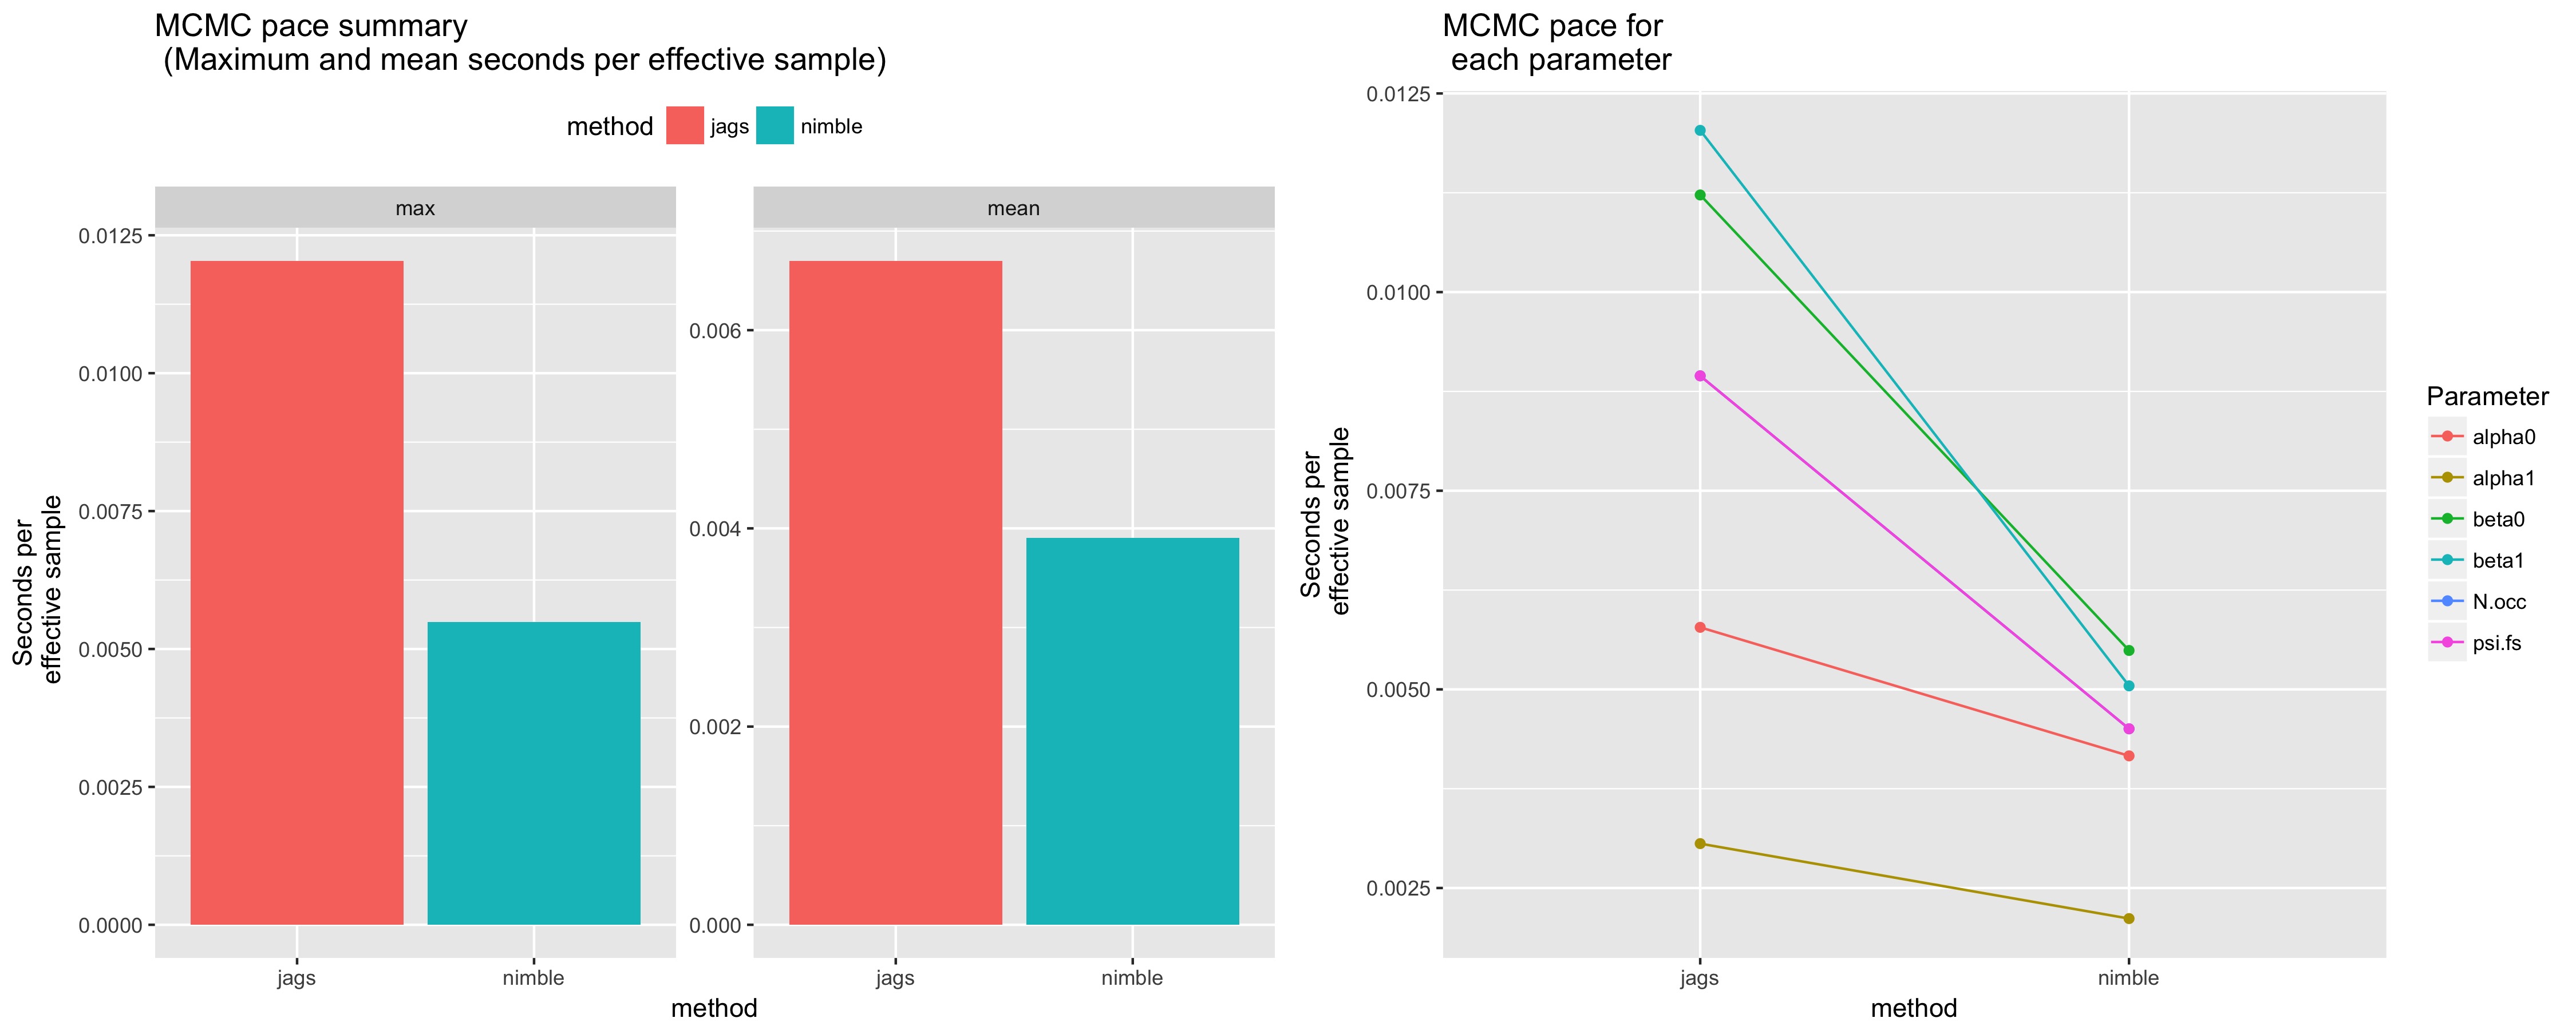 MCMC pace summary
(Maximum and mean seconds per effective sample)
method jags nimble
max
mean
Seconds per
effective sample
0.0125
0.0100
0.0075
0.0050
0.0025
0.0000
0.006
0.004
0.002
0.000
jags
nimble
jags
nimble
method
MCMC pace for
each parameter
Seconds per
effective sample
0.0125
0.0100
0.0075
0.0050
0.0025
jags
nimble
method
Parameter
alpha0
alpha1
beta0
beta1
N.occ
psi.fs